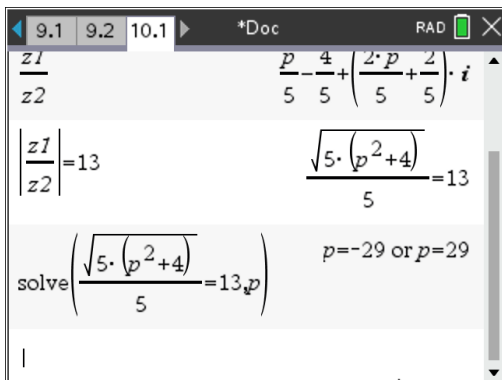 9.1 9.2 10.1 *Doc RAD
z1/z2 p/5-4/5+(2·p/5+2/5)·i
|z1/z2|=13 √(5·(p²+4))/5=13
solve(√(5·(p²+4))/5=13,p) p=-29 or p=29